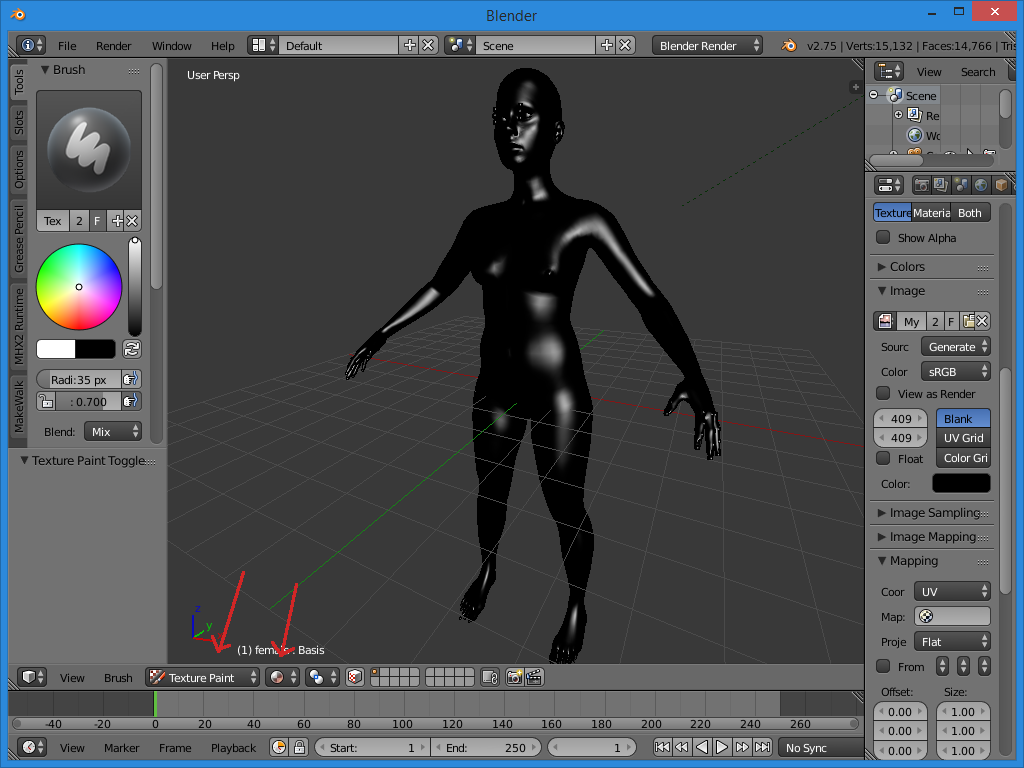 Blender
File Render Window Help Default Scene Blender Render v2.75 | Verts:15,132 | Faces:14,766 | Tris
Tools
Slots
Options
Grease Pencil
MHX2 Runtime
MakeWalk
Brush
Tex 2 F
Radi: 35 px
: 0.700
Blend: Mix
Texture Paint Toggle
User Persp
z
y
(1) fema : Basis
View Brush Texture Paint
-40 -20 0 20 40 60 80 100 120 140 160 180 200 220 240 260
View Marker Frame Playback Start: 1 End: 250 1 No Sync
View Search
Scene
Re
Wo
Texture Materia Both
Show Alpha
Colors
Image
My 2 F
Sourc Generate
Color sRGB
View as Render
409 Blank
409 UV Grid
Float Color Gri
Color:
Image Sampling
Image Mapping
Mapping
Coor UV
Map:
Proje Flat
From
Offset: Size:
0.00 1.00
0.00 1.00
0.00 1.00